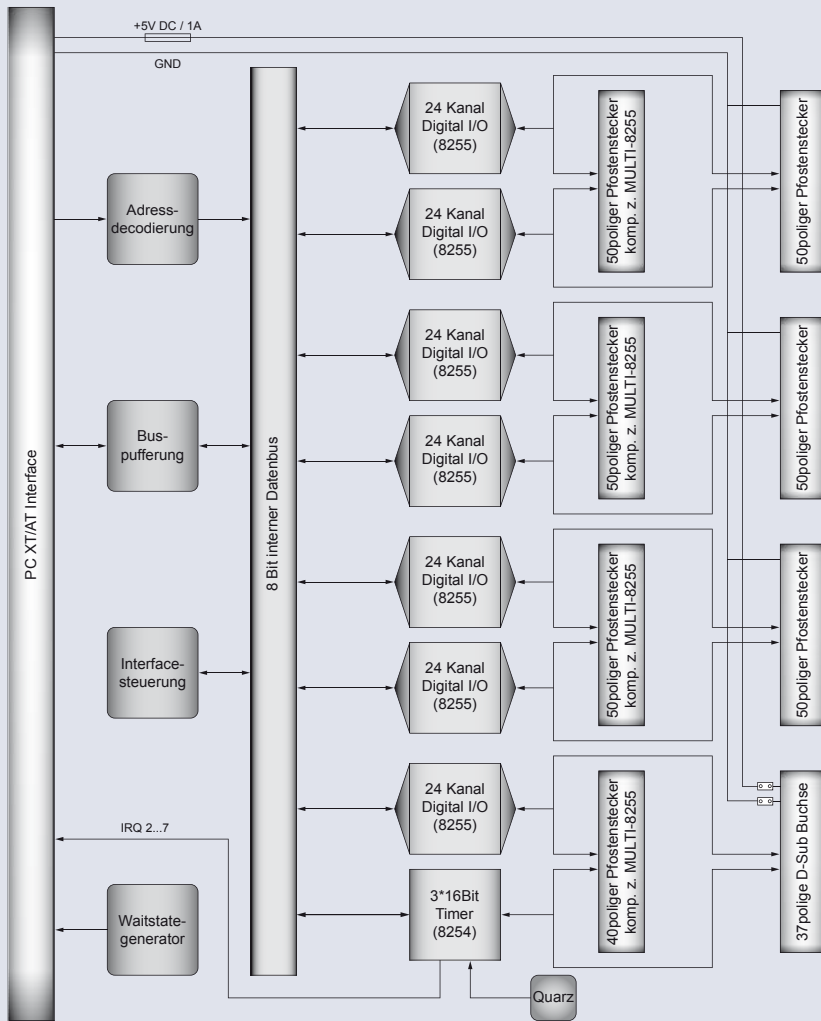 +5V DC / 1A
GND
PC XT/AT Interface
Adress-
decodierung
Bus-
pufferung
Interface-
steuerung
IRQ 2...7
Waitstate-
generator
8 Bit interner Datenbus
24 Kanal
Digital I/O
(8255)
24 Kanal
Digital I/O
(8255)
24 Kanal
Digital I/O
(8255)
24 Kanal
Digital I/O
(8255)
24 Kanal
Digital I/O
(8255)
24 Kanal
Digital I/O
(8255)
24 Kanal
Digital I/O
(8255)
3*16Bit
Timer
(8254)
Quarz
50poliger Pfostenstecker
komp. z. MULTI-8255
50poliger Pfostenstecker
komp. z. MULTI-8255
50poliger Pfostenstecker
komp. z. MULTI-8255
40poliger Pfostenstecker
komp. z. MULTI-8255
50poliger Pfostenstecker
50poliger Pfostenstecker
50poliger Pfostenstecker
37polige D-Sub Buchse